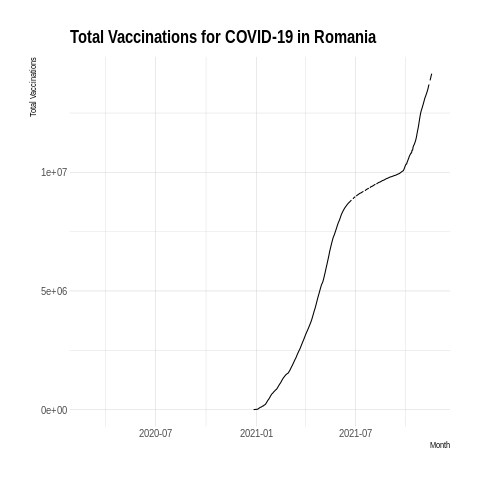 Total Vaccinations for COVID-19 in Romania
Total Vaccinations
1e+07
5e+06
0e+00
2020-07 2021-01 2021-07
Month